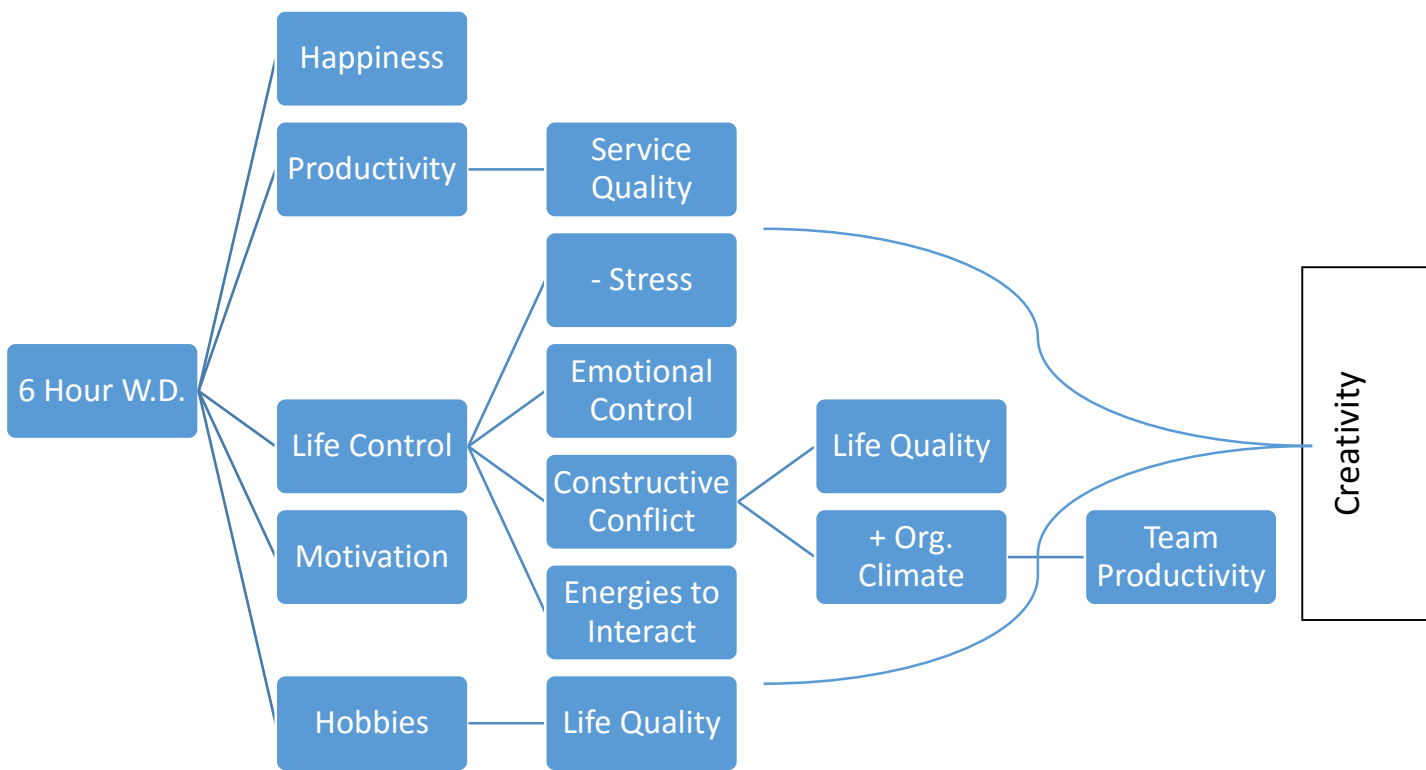 Happiness
Productivity
Service
Quality
- Stress
6 Hour W.D.
Emotional
Control
Life Control
Constructive
Conflict
Life Quality
Motivation
+ Org.
Climate
Team
Productivity
Energies to
Interact
Hobbies
Life Quality
Creativity